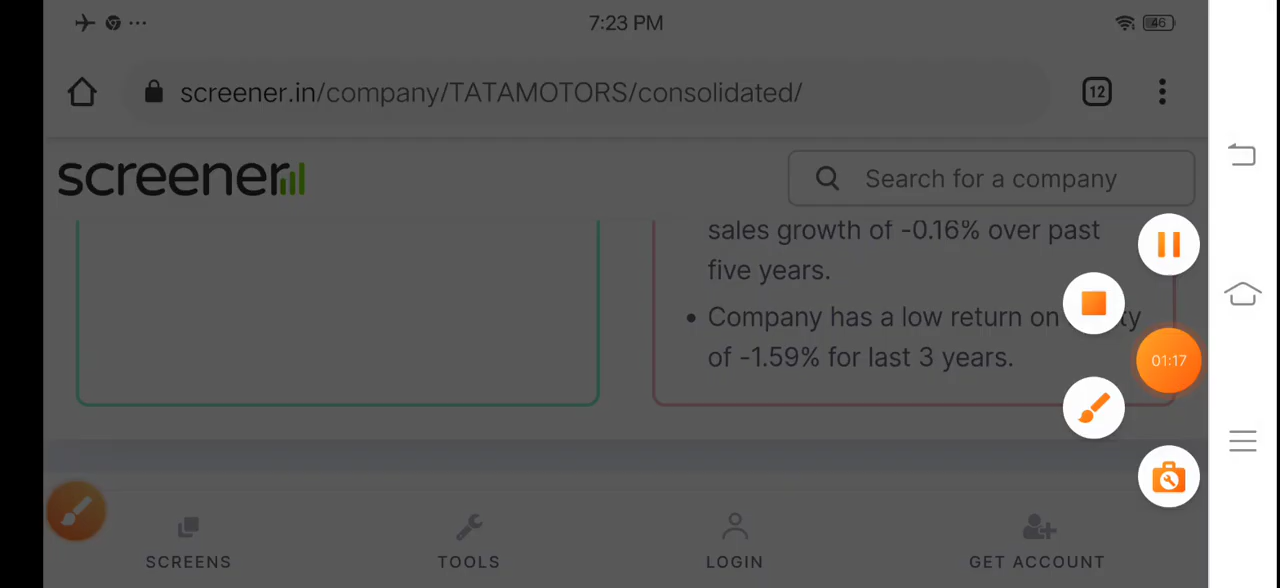 7:23 PM
46
screener.in/company/TATAMOTORS/consolidated/
12
screener
Search for a company
sales growth of -0.16% over past
five years.
• Company has a low return on
of -1.59% for last 3 years.
01:17
SCREENS
TOOLS
LOGIN
GET ACCOUNT